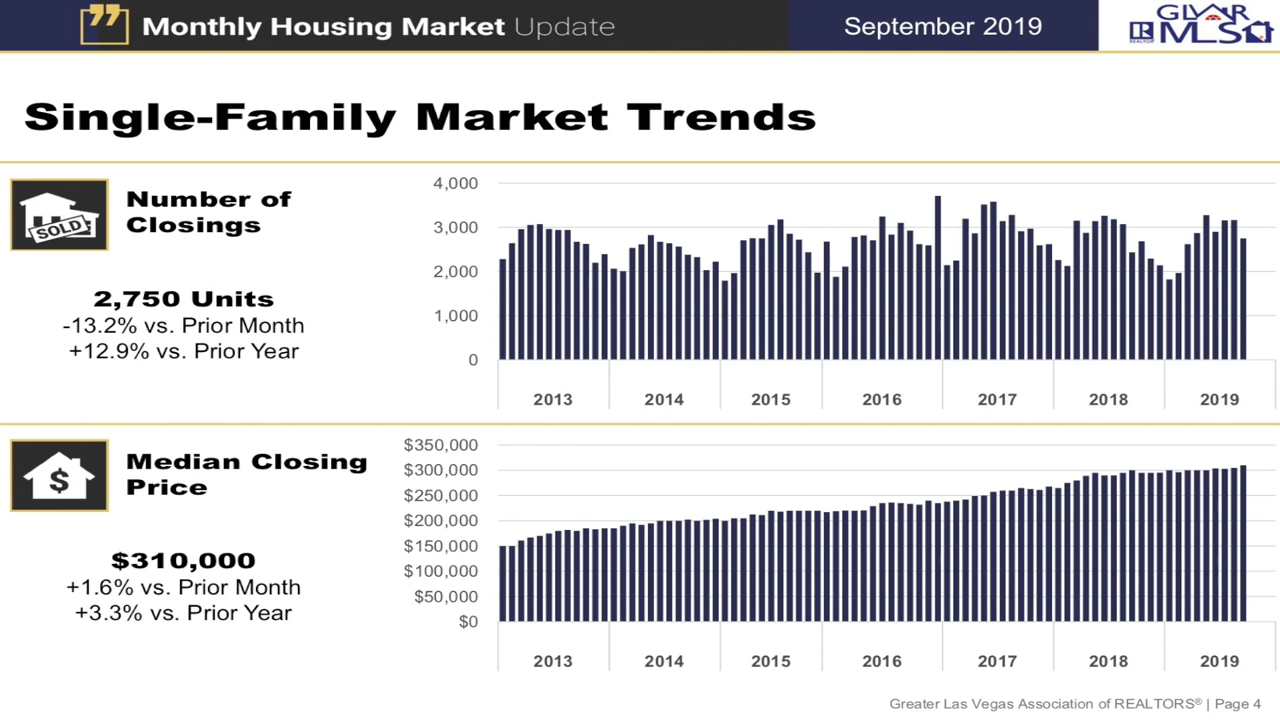 Monthly Housing Market Update
September 2019
GLVAR
REALTOR MLS
Single-Family Market Trends
Number of
Closings
SOLD
2,750 Units
-13.2% vs. Prior Month
+12.9% vs. Prior Year
4,000
3,000
2,000
1,000
0
2013 2014 2015 2016 2017 2018 2019
Median Closing
Price
$
$310,000
+1.6% vs. Prior Month
+3.3% vs. Prior Year
$350,000
$300,000
$250,000
$200,000
$150,000
$100,000
$50,000
$0
2013 2014 2015 2016 2017 2018 2019
Greater Las Vegas Association of REALTORS® | Page 4